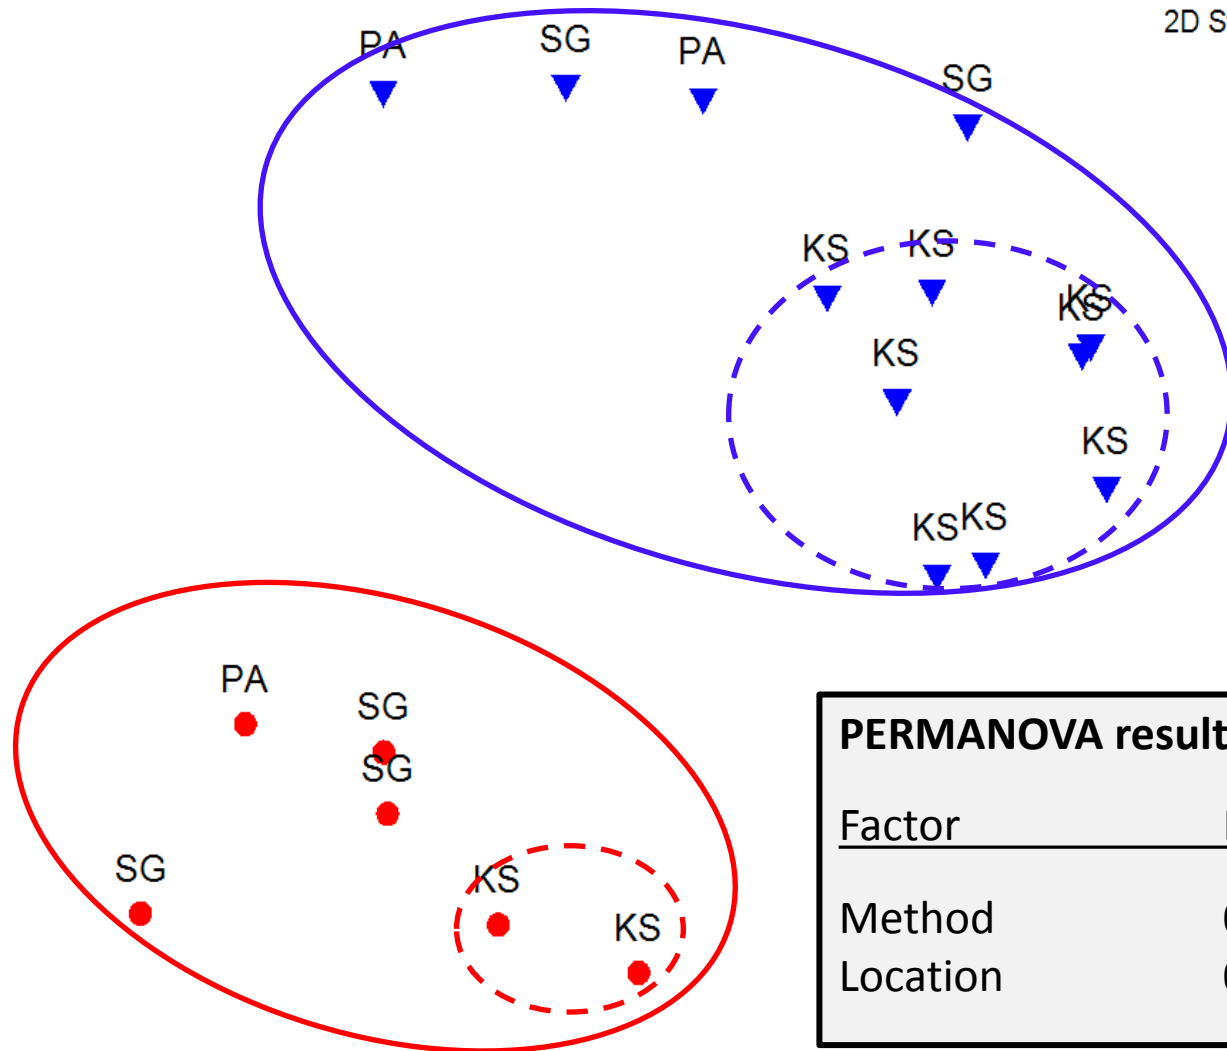 2D S
PA SG PA SG
KS KS
KS KS
KS
KS
KS KS
PA
SG
SG
SG
KS
KS
PERMANOVA result
Factor
Method
Location